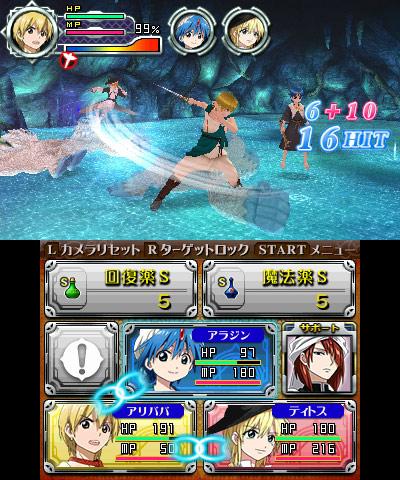 HP
MP
99%
6+10
16HIT
L カメラリセット R ターゲットロック START メニュー
S 回復楽S 5
S 魔法楽S 5
アラジン
HP 97
MP 180
サポート
アリババ
HP 191
MP 50
ティトス
HP 180
MP 216